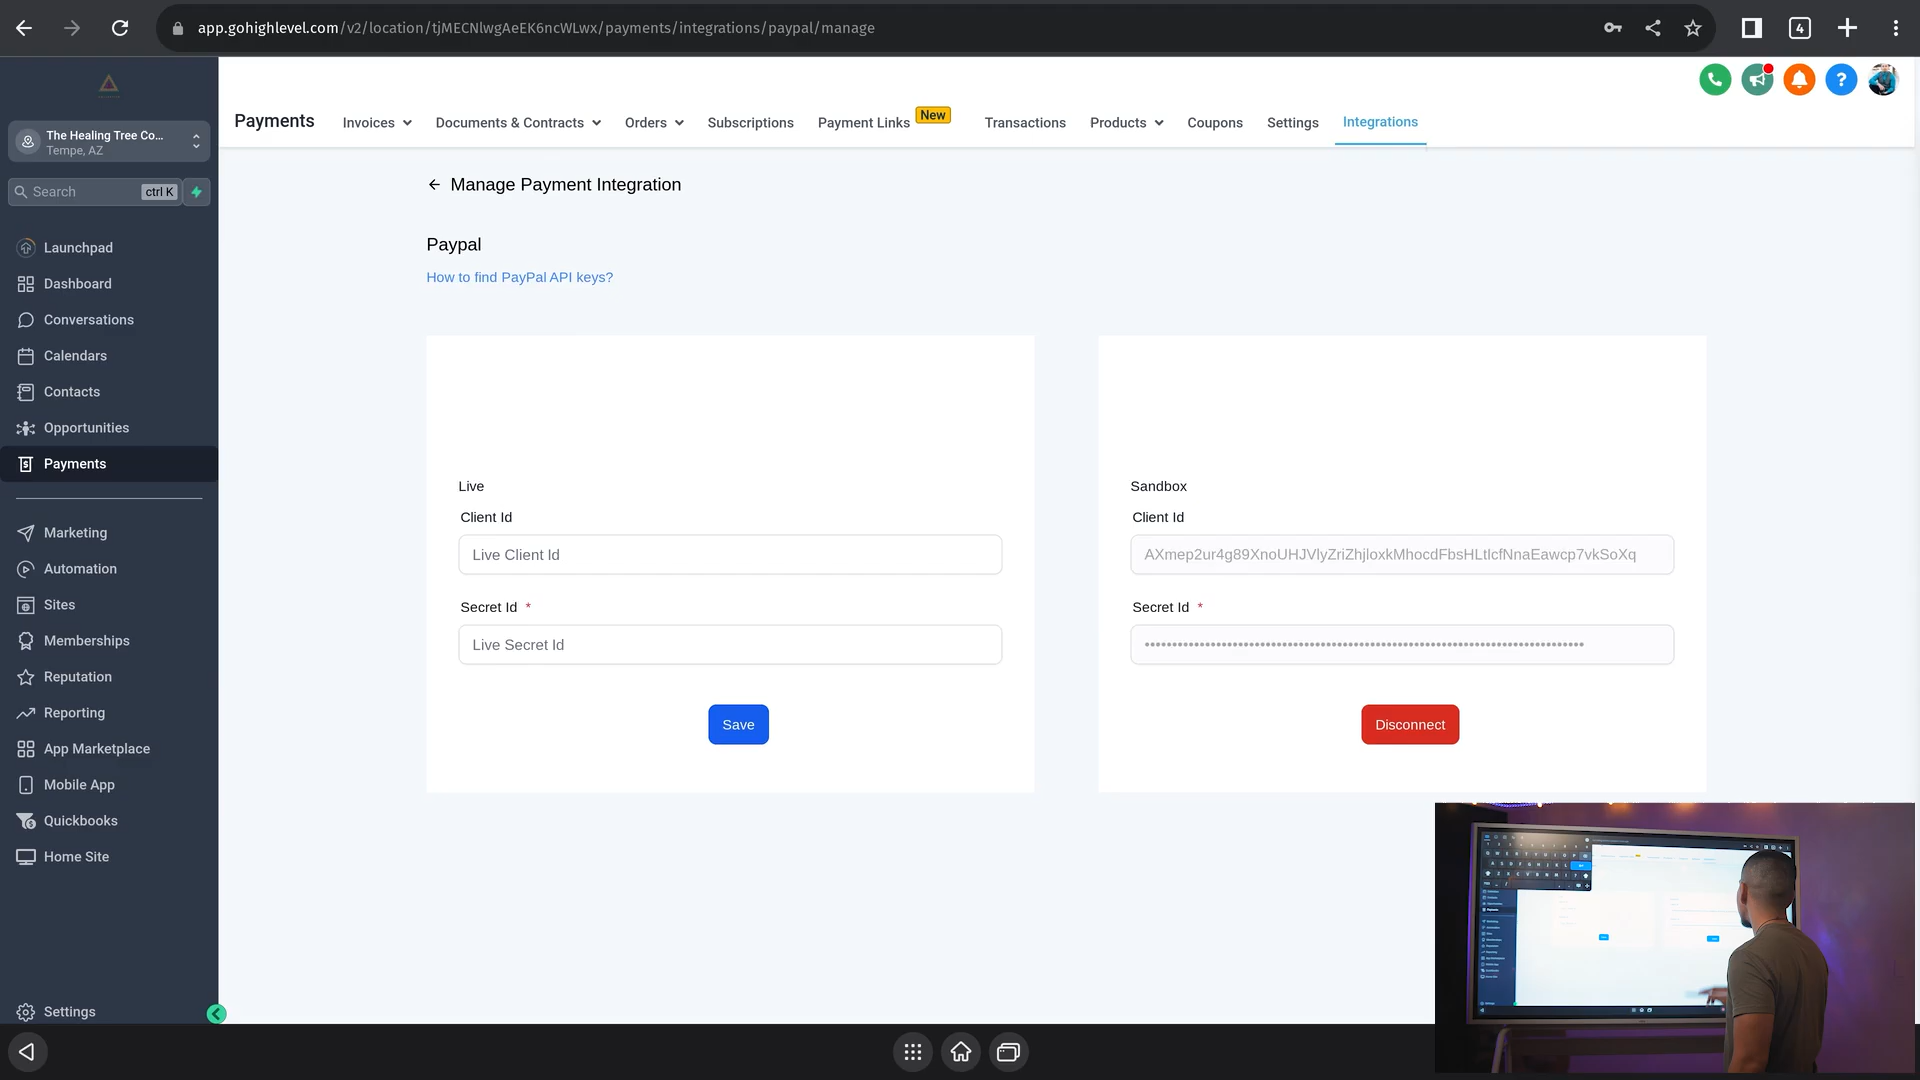 app.gohighlevel.com/v2/location/tjMECNlwgAeEK6ncWLwx/payments/integrations/paypal/manage
4
The Healing Tree Co...
Tempe, AZ
Search
ctrl K
Launchpad
Dashboard
Conversations
Calendars
Contacts
Opportunities
Payments
Marketing
Automation
Sites
Memberships
Reputation
Reporting
App Marketplace
Mobile App
Quickbooks
Home Site
Settings
Payments
Invoices
Documents & Contracts
Orders
Subscriptions
Payment Links
New
Transactions
Products
Coupons
Settings
Integrations
Manage Payment Integration
Paypal
How to find PayPal API keys?
Live
Client Id
Live Client Id
Secret Id *
Live Secret Id
Save
Sandbox
Client Id
AXmep2ur4g89XnoUHJVlyZriZhjloxkMhocdFbsHLtIcfNnaEawcp7vkSoXq
Secret Id *
Disconnect